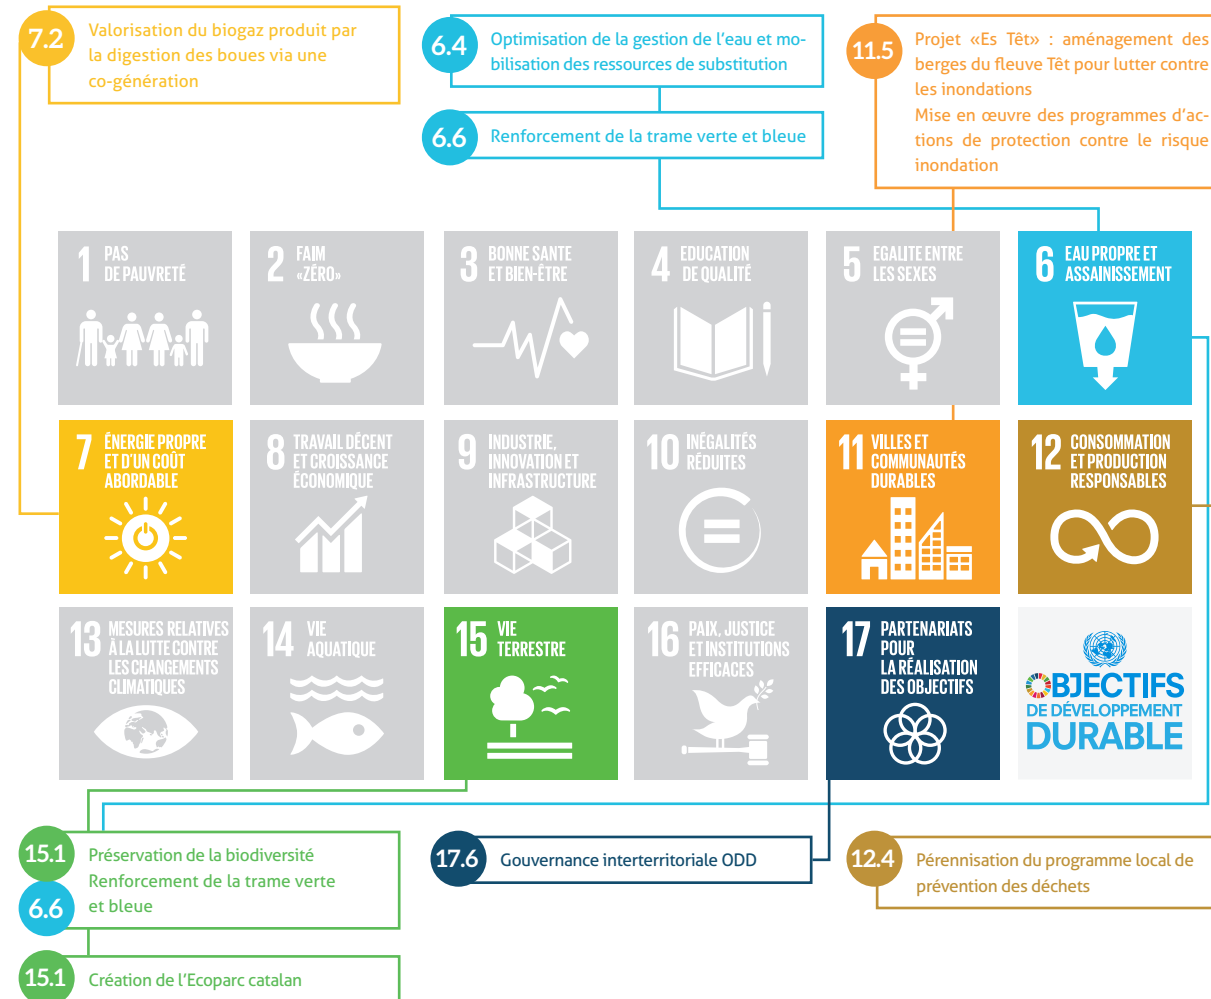 7.2
Valorisation du biogaz produit par
la digestion des boues via une
co-génération
6.4
Optimisation de la gestion de l'eau et mo-
bilisation des ressources de substitution
6.6
Renforcement de la trame verte et bleue
11.5
Projet «Es Têt» : aménagement des
berges du fleuve Têt pour lutter contre
les inondations
Mise en œuvre des programmes d'ac-
tions de protection contre le risque
inondation
1 PAS
DE PAUVRETÉ
2 FAIM
«ZÉRO»
3 BONNE SANTE
ET BIEN-ÊTRE
4 EDUCATION
DE QUALITÉ
5 EGALITE ENTRE
LES SEXES
6 EAU PROPRE ET
ASSAINISSEMENT
7 ÉNERGIE PROPRE
ET D'UN COÛT
ABORDABLE
8 TRAVAIL DÉCENT
ET CROISSANCE
ÉCONOMIQUE
9 INDUSTRIE,
INNOVATION ET
INFRASTRUCTURE
10 INÉGALITÉS
RÉDUITES
11 VILLES ET
COMMUNAUTÉS
DURABLES
12 CONSOMMATION
ET PRODUCTION
RESPONSABLES
13 MESURES RELATIVES
À LA LUTTE CONTRE
LES CHANGEMENTS
CLIMATIQUES
14 VIE
AQUATIQUE
15 VIE
TERRESTRE
16 PAIX, JUSTICE
ET INSTITUTIONS
EFFICACES
17 PARTENARIATS
POUR
LA RÉALISATION
DES OBJECTIFS
OBJECTIFS
DE DÉVELOPPEMENT
DURABLE
15.1
Préservation de la biodiversité
Renforcement de la trame verte
et bleue
6.6
17.6
Gouvernance interterritoriale ODD
12.4
Pérennisation du programme local de
prévention des déchets
15.1
Création de l'Ecoparc catalan